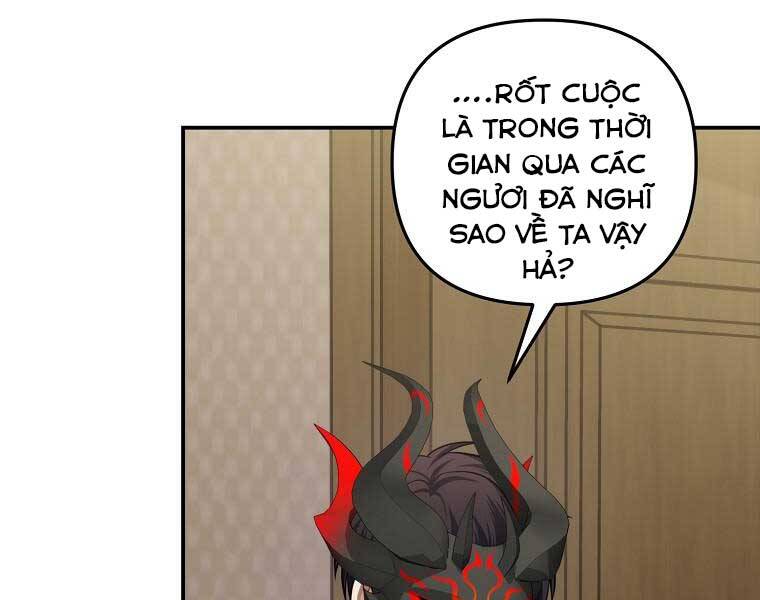 ....RỐT CUỘC
LÀ TRONG THỜI
GIAN QUA CÁC
NGƯƠI ĐÃ NGHĨ
SAO VỀ TA VẬY
HẢ?